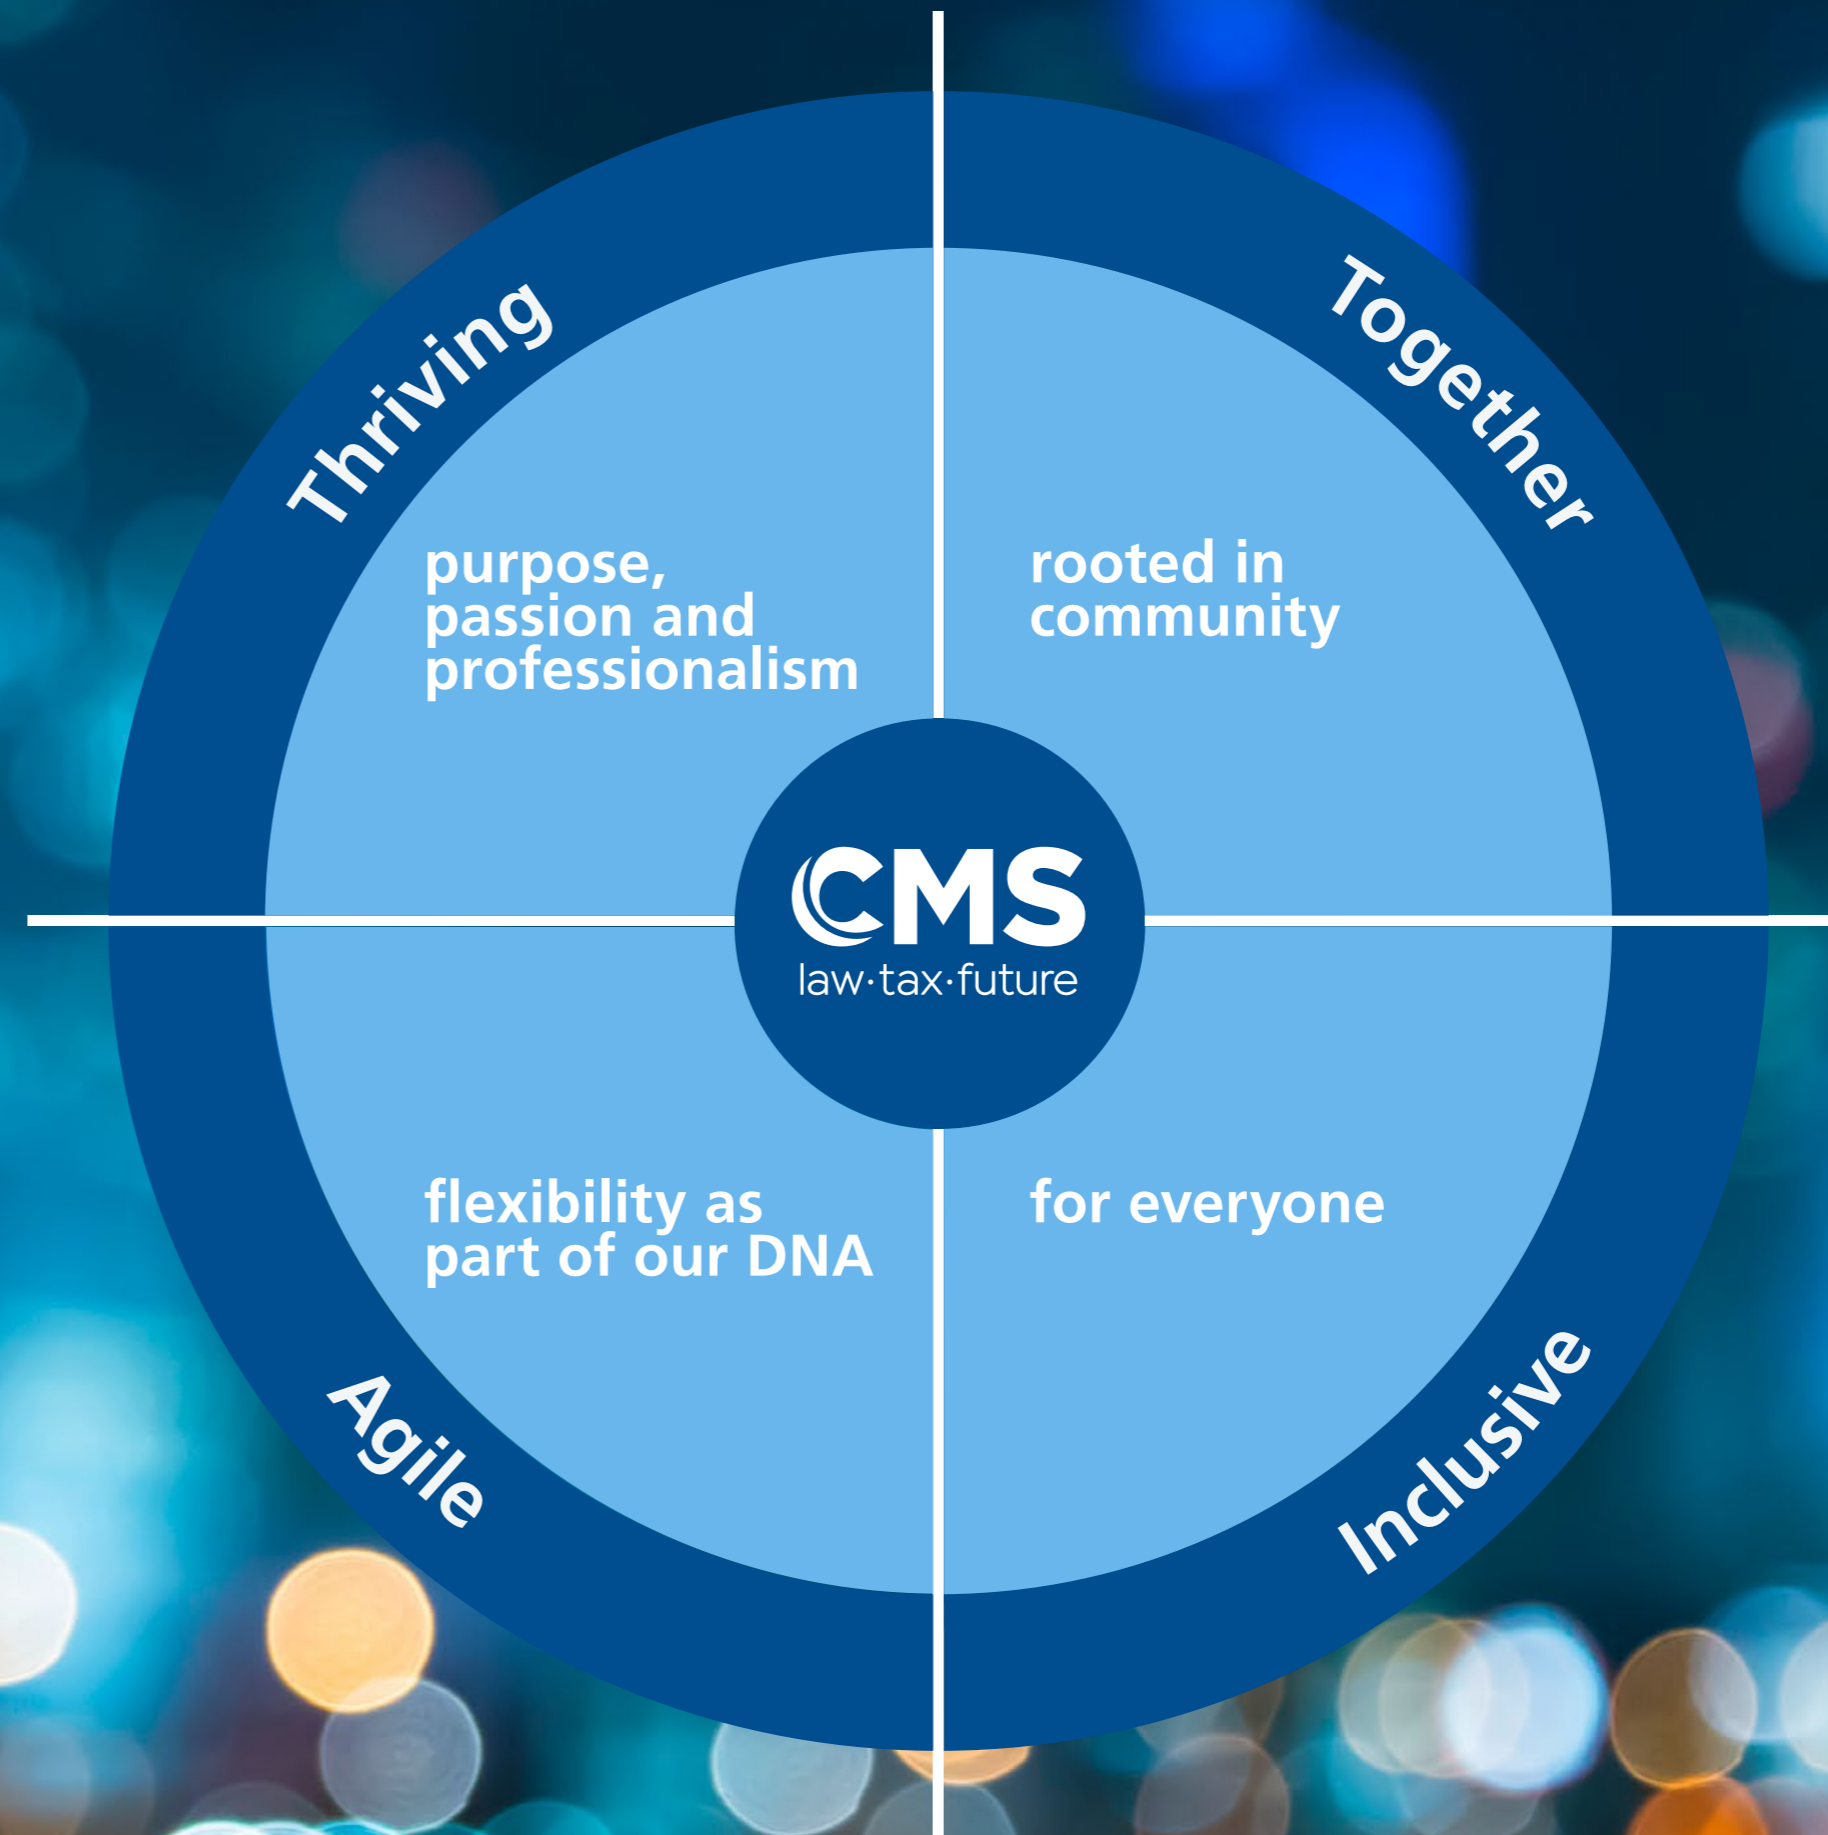 Thriving
purpose,
passion and
professionalism
Together
rooted in
community
CMS
law·tax·future
Agile
flexibility as
part of our DNA
Inclusive
for everyone